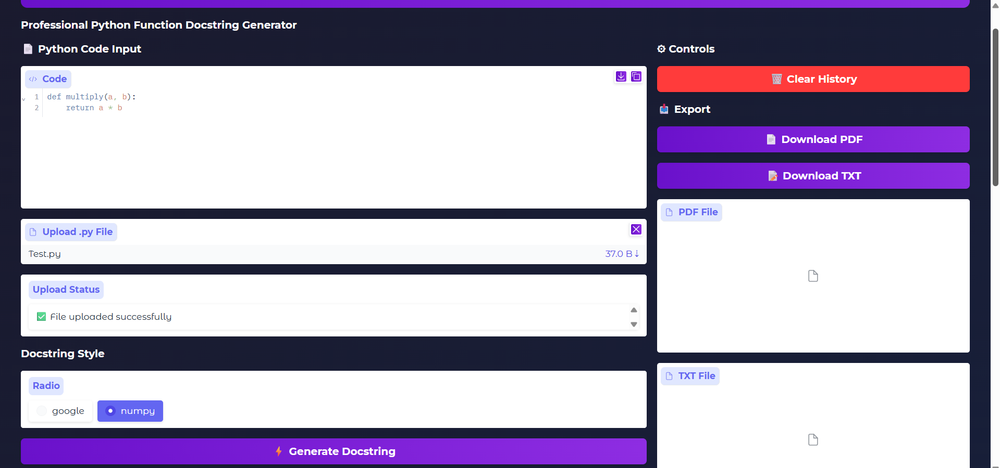 Professional Python Function Docstring Generator
Python Code Input
Code
1 def multiply(a, b):
2     return a * b
Upload .py File
Test.py 37.0 B ⇣
Upload Status
✅ File uploaded successfully
Docstring Style
Radio
google numpy
⚡ Generate Docstring
⚙ Controls
Clear History
Export
Download PDF
Download TXT
PDF File
TXT File